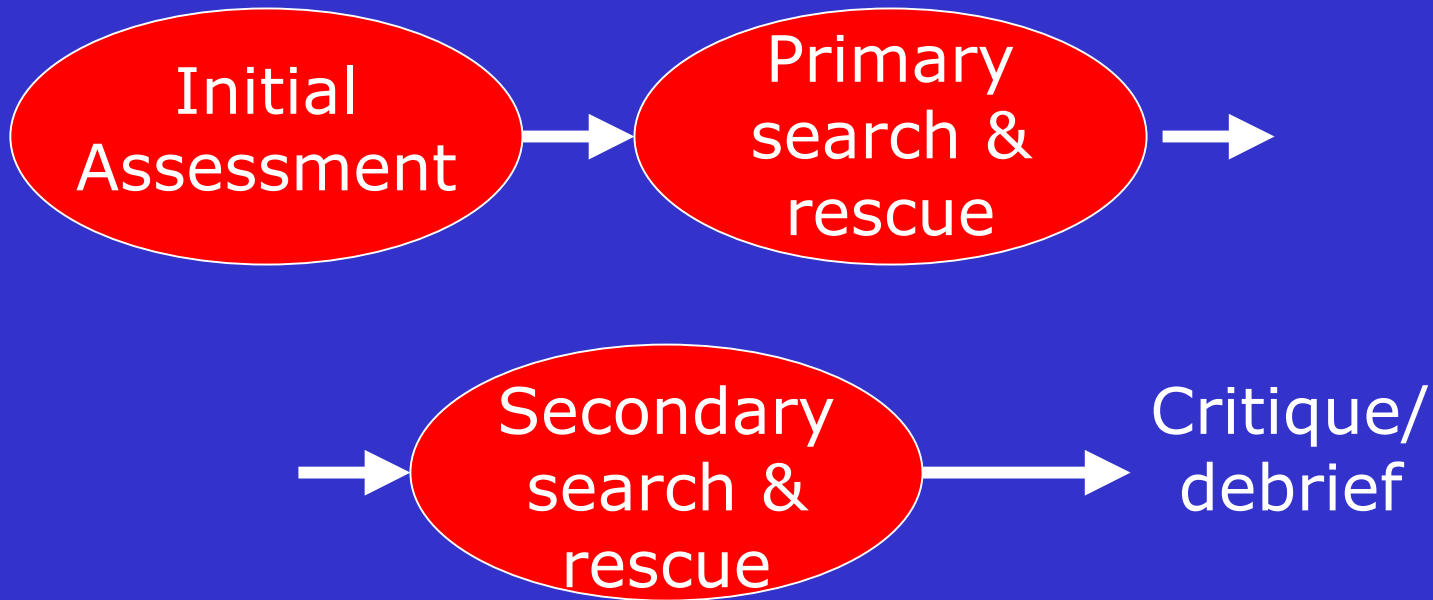 Initial
Assessment
Primary
search &
rescue
Secondary
search &
rescue
Critique/
debrief